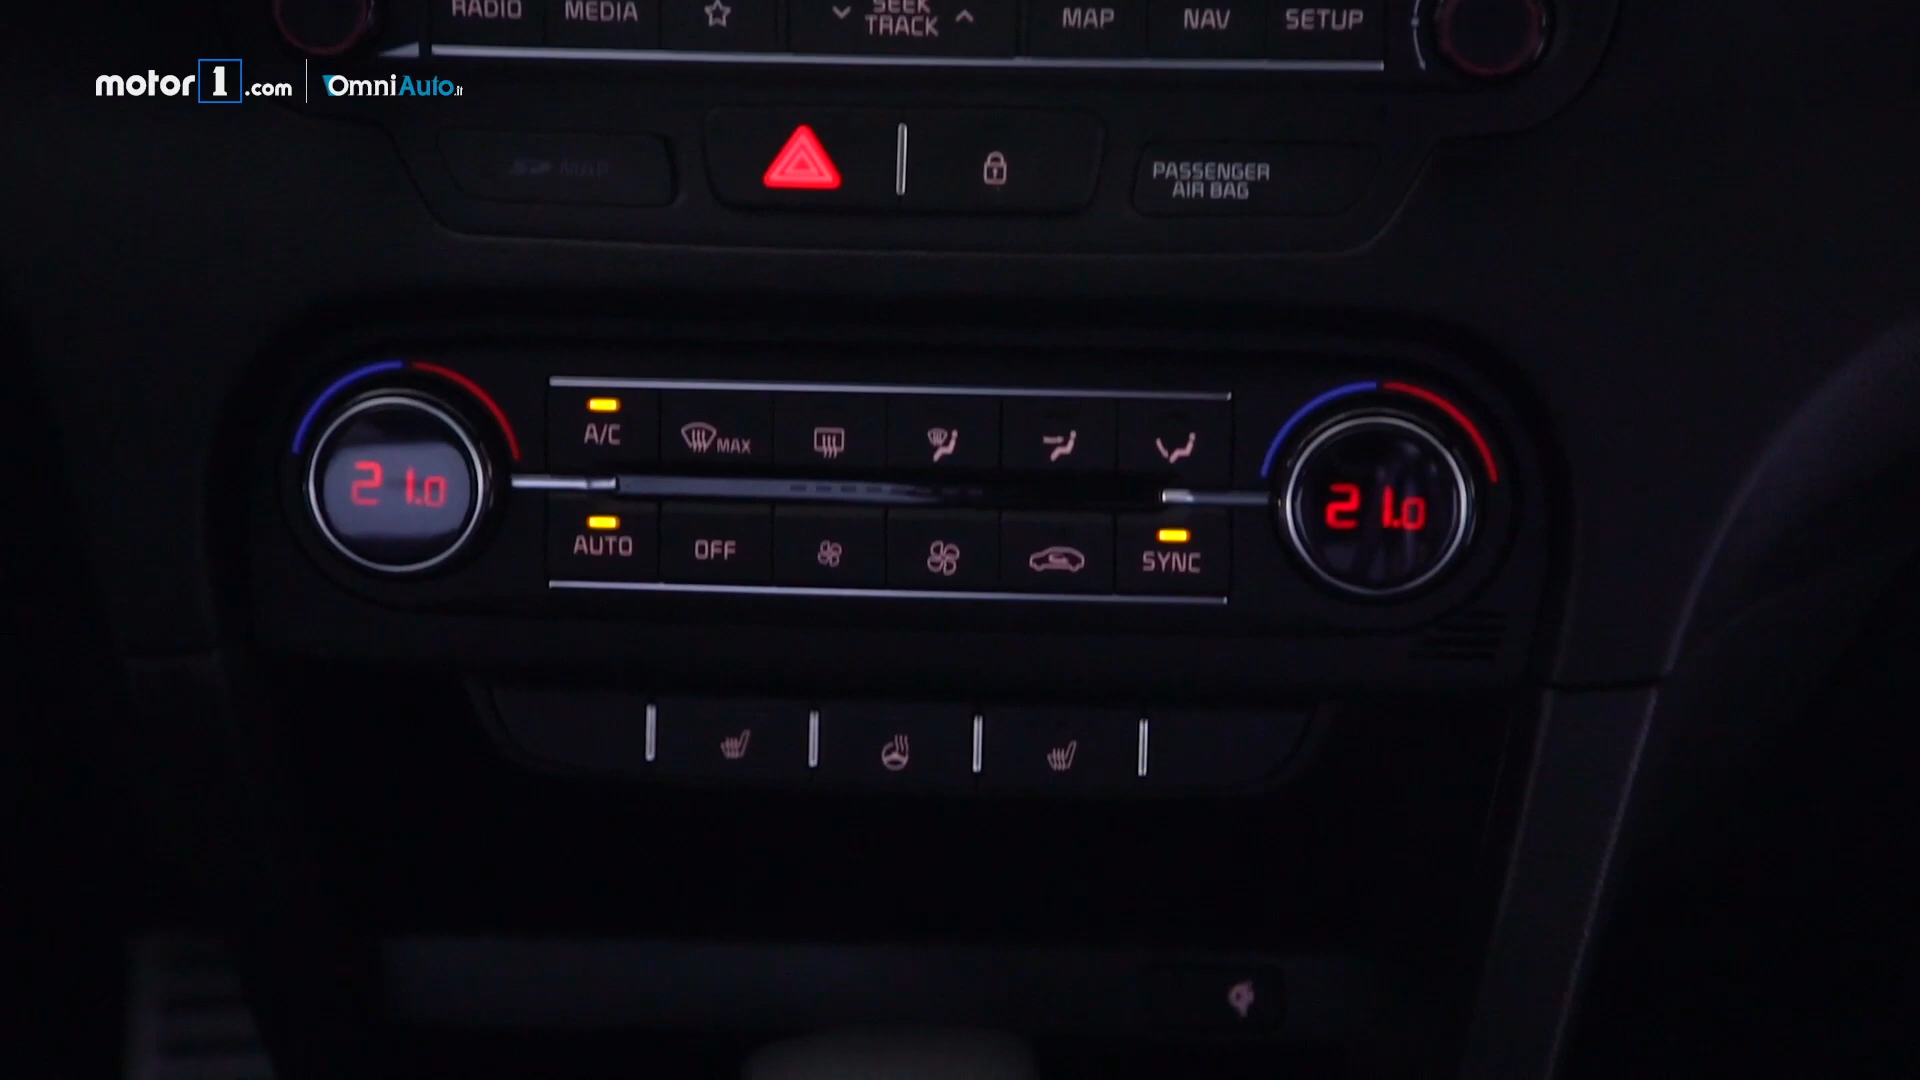 RADIO MEDIA SEEK TRACK MAP NAV SETUP
motor1.com OmniAuto.it
MAP
PASSENGER
AIR BAG
A/C MAX
21.0
21.0
AUTO OFF SYNC